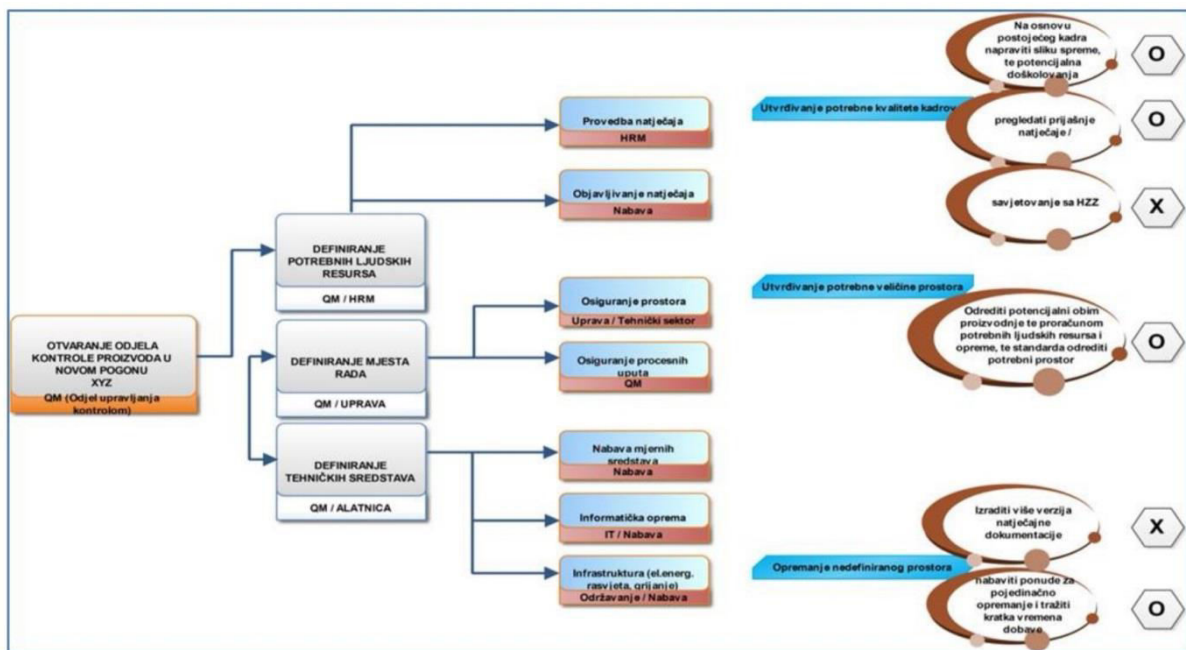 Na osnovu
postojećeg kadra
napraviti sliku spreme,
te potencijalna
doškolovanja
O
Utvrđivanje potrebne kvalitete kadrov
pregledati prijašnje
natječaje /
O
savjetovanje sa HZZ
X
Provedba natječaja
HRM
Objavljivanje natječaja
Nabava
DEFINIRANJE
POTREBNIH LJUDSKIH
RESURSA
QM / HRM
Utvrđivanje potrebne veličine prostora
Odrediti potencijalni obim
proizvodnje te proračunom
potrebnih ljudskih resursa i
opreme, te standarda odrediti
potrebni prostor
O
Osiguranje prostora
Uprava / Tehnički sektor
Osiguranje procesnih
uputa
QM
OTVARANJE ODJELA
KONTROLE PROIZVODA U
NOVOM POGONU
XYZ
QM (Odjel upravljanja
kontrolom)
DEFINIRANJE MJESTA
RADA
QM / UPRAVA
DEFINIRANJE
TEHNIČKIH SREDSTAVA
QM / ALATNICA
Nabava mjernih
sredstava
Nabava
Informatička oprema
IT / Nabava
Infrastruktura (el.energ.
rasvjeta, grijanje)
Održavanje / Nabava
Izraditi više verzija
natječajne
dokumentacije
X
Opremanje nedefiniranog prostora
nabaviti ponude za
pojedinačno
opremanje i tražiti
kratka vremena
dobave
O